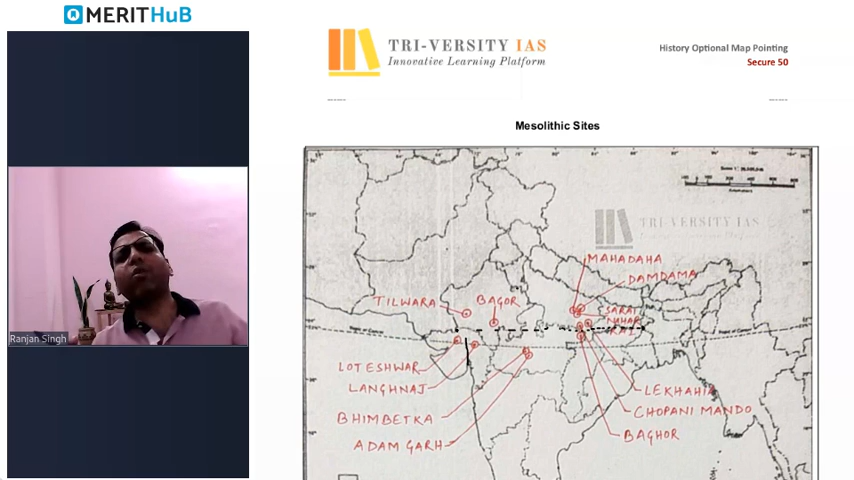 MERITHUB
TRI-VERSITY IAS
Innovative Learning Platform
History Optional Map Pointing
Secure 50
Mesolithic Sites
TRI-VERSITY IAS
MAHADAHA
DAMDAMA
TILWARA
BAGOR
SARAI
NAHAR
RAI
LOTESHWAR
LANGHNAJ
BHIMBETKA
ADAM GARH
LEKHAHIA
CHOPANI MANDO
BAGHOR
Ranjan Singh